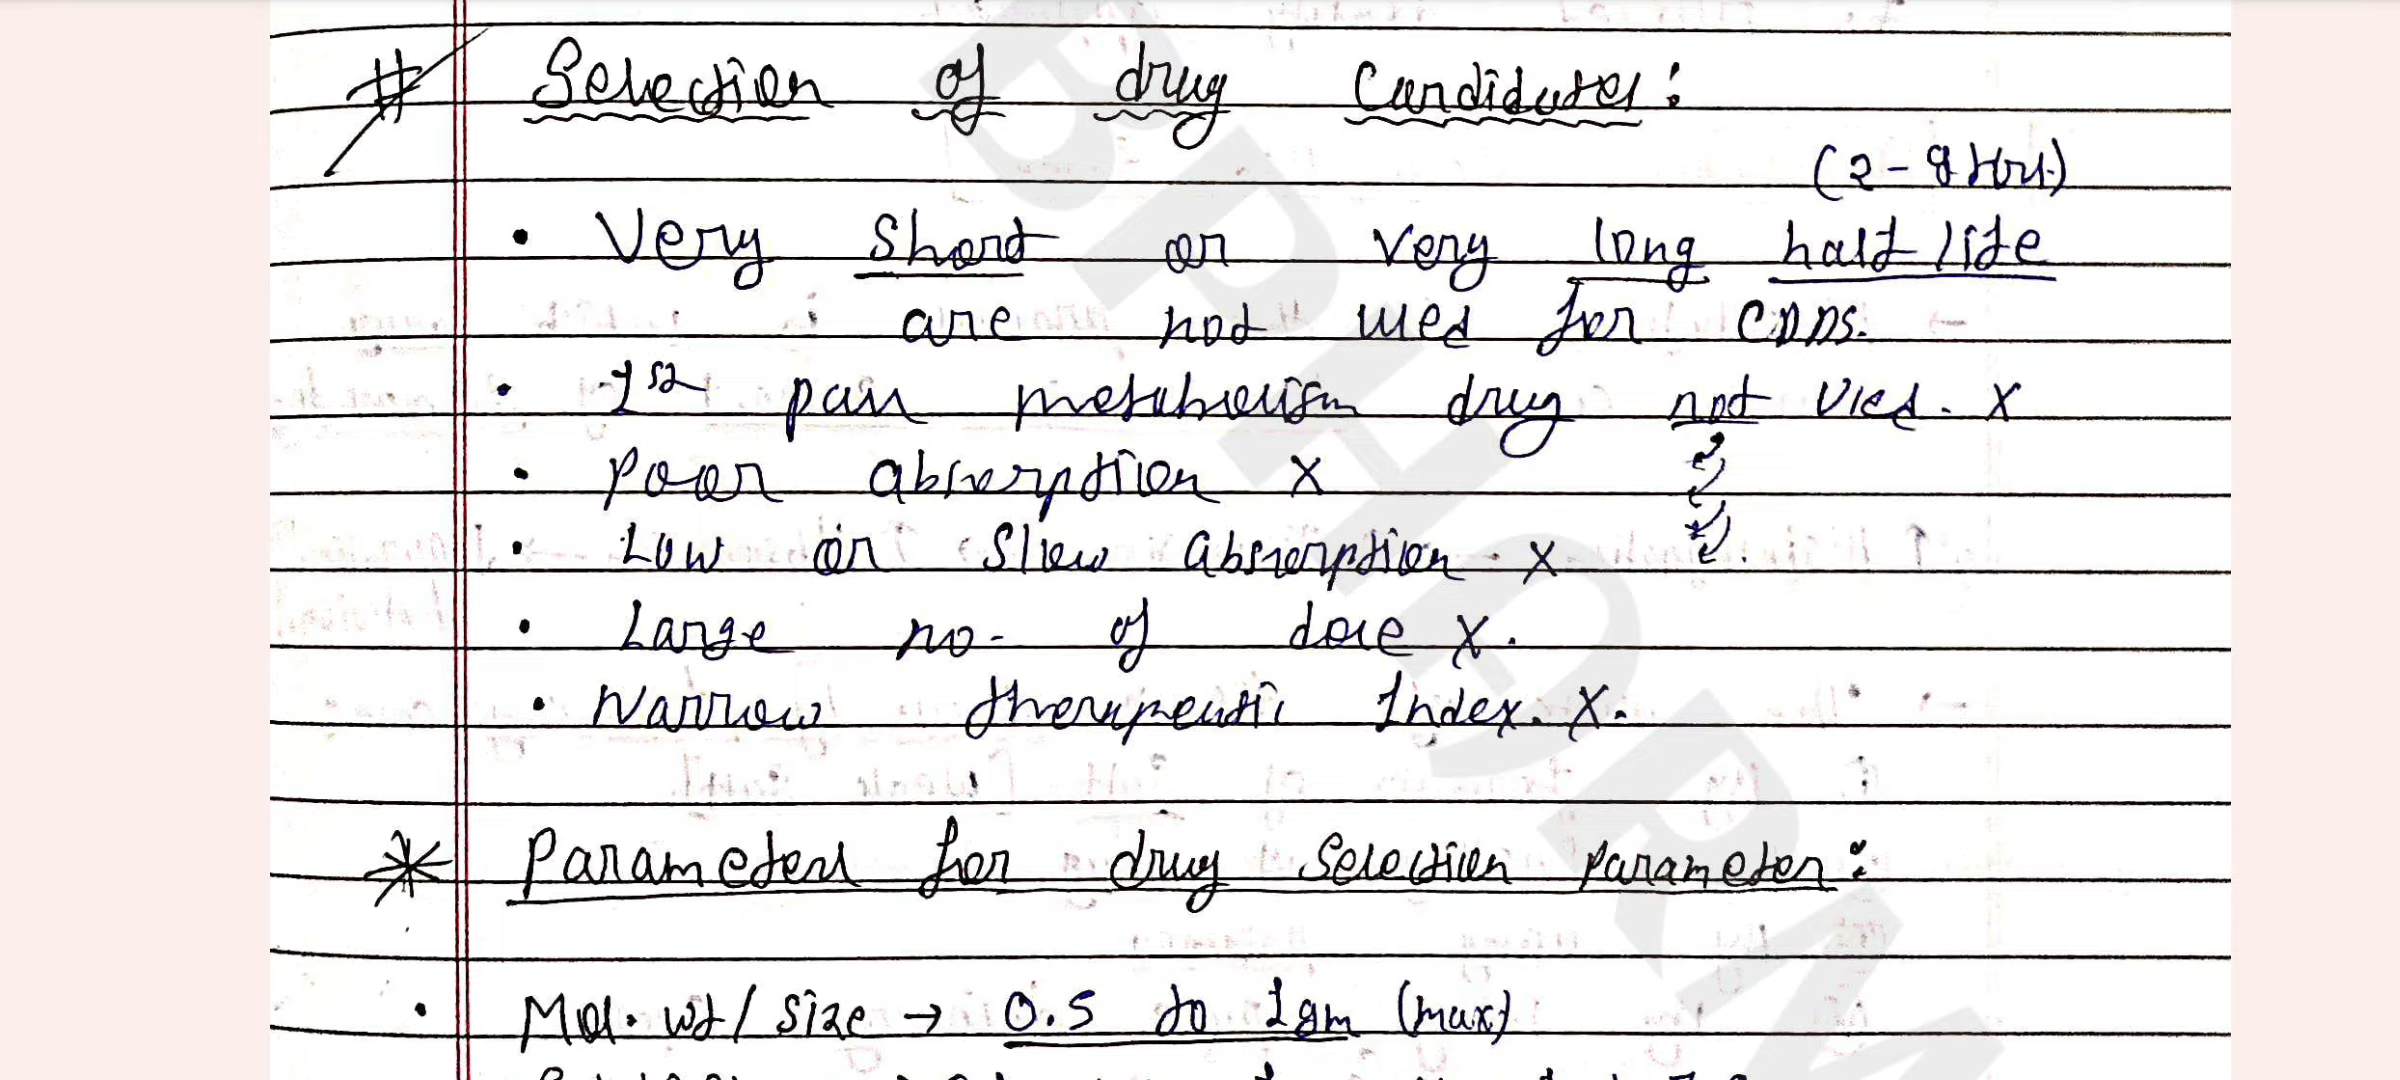 # Selection of drug Candidates:
(2-8 Hrs.)
• Very Short or very long half life
are not used for CDDS.
• 1st pass metabolism drug not used. X
• Poor absorption X
• Low or Slow absorption X
• Large no. of dose X.
• Narrow therapeutic Index. X.
* Parameters for drug Selection parameter:
• Mol. wt / Size → 0.5 to 1gm (max)
BPHARM